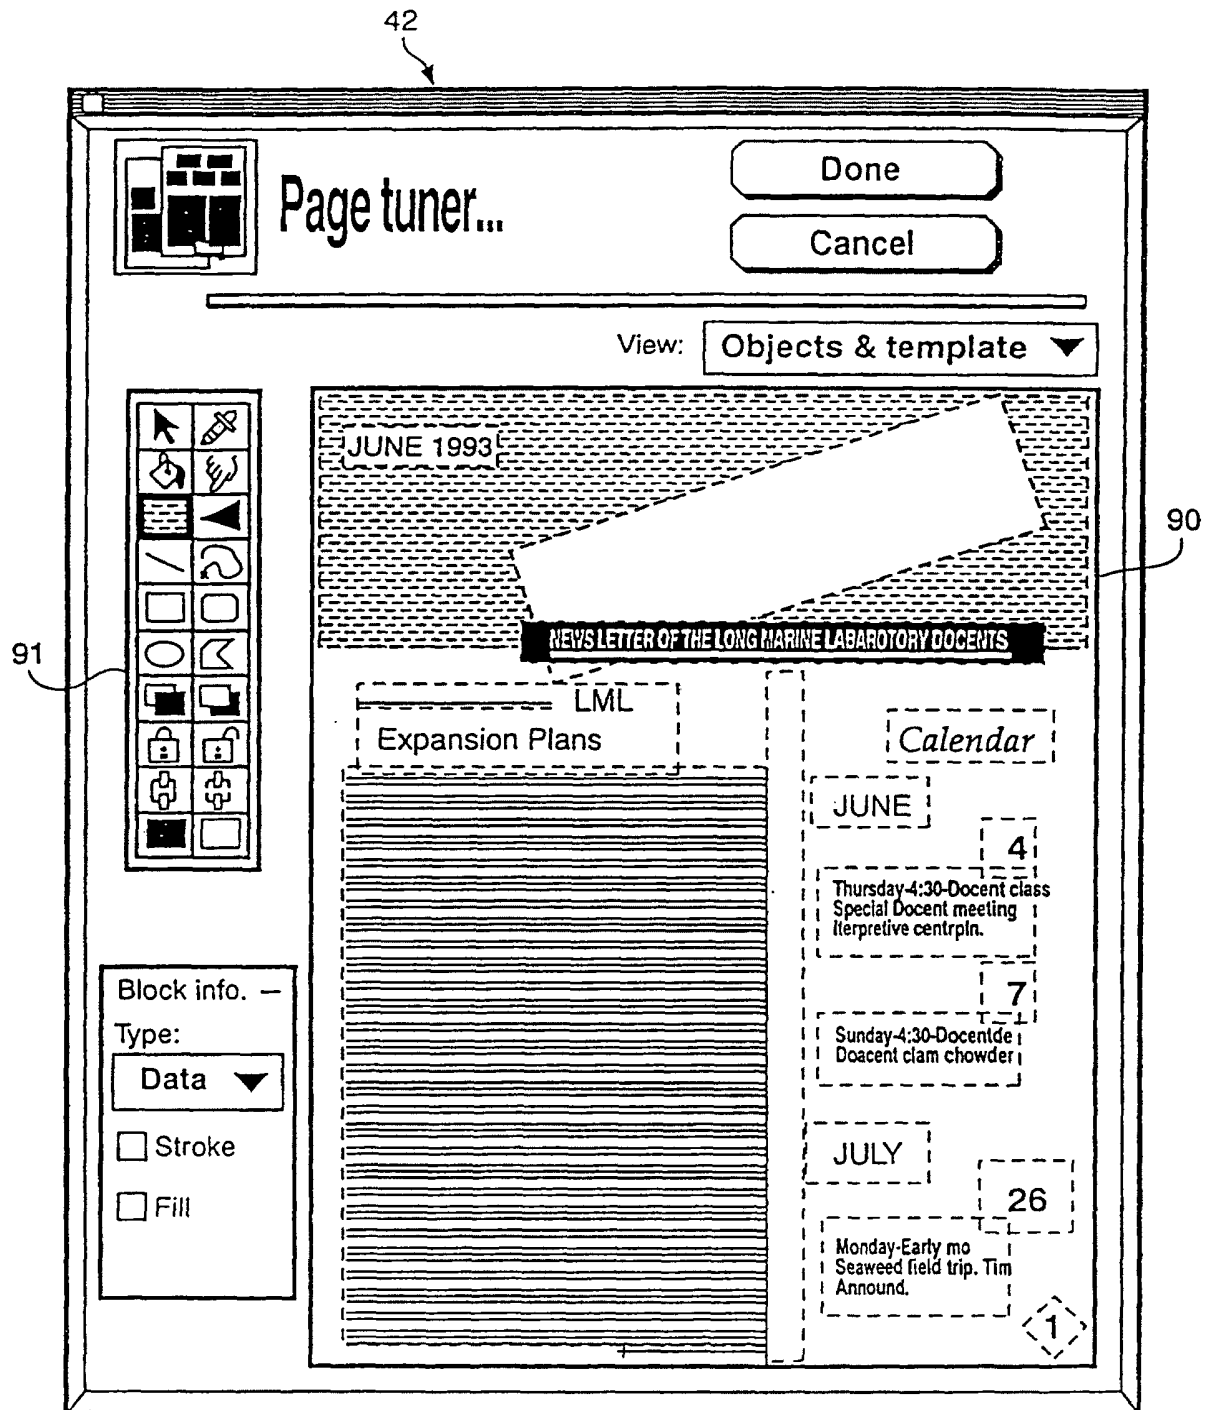 42
Page tuner...
Done
Cancel
View: Objects & template
JUNE 1993
90
NEWS LETTER OF THE LONG MARINE LABAROTORY DOCENTS
91
LML
Expansion Plans
Calendar
JUNE
4
Thursday-4:30-Docent class
Special Docent meeting
Iterpretive centrpln.
7
Sunday-4:30-Docentde
Doacent clam chowder
JULY
26
Monday-Early mo
Seaweed field trip. Tim
Annound.
1
Block info. –
Type:
Data
Stroke
Fill